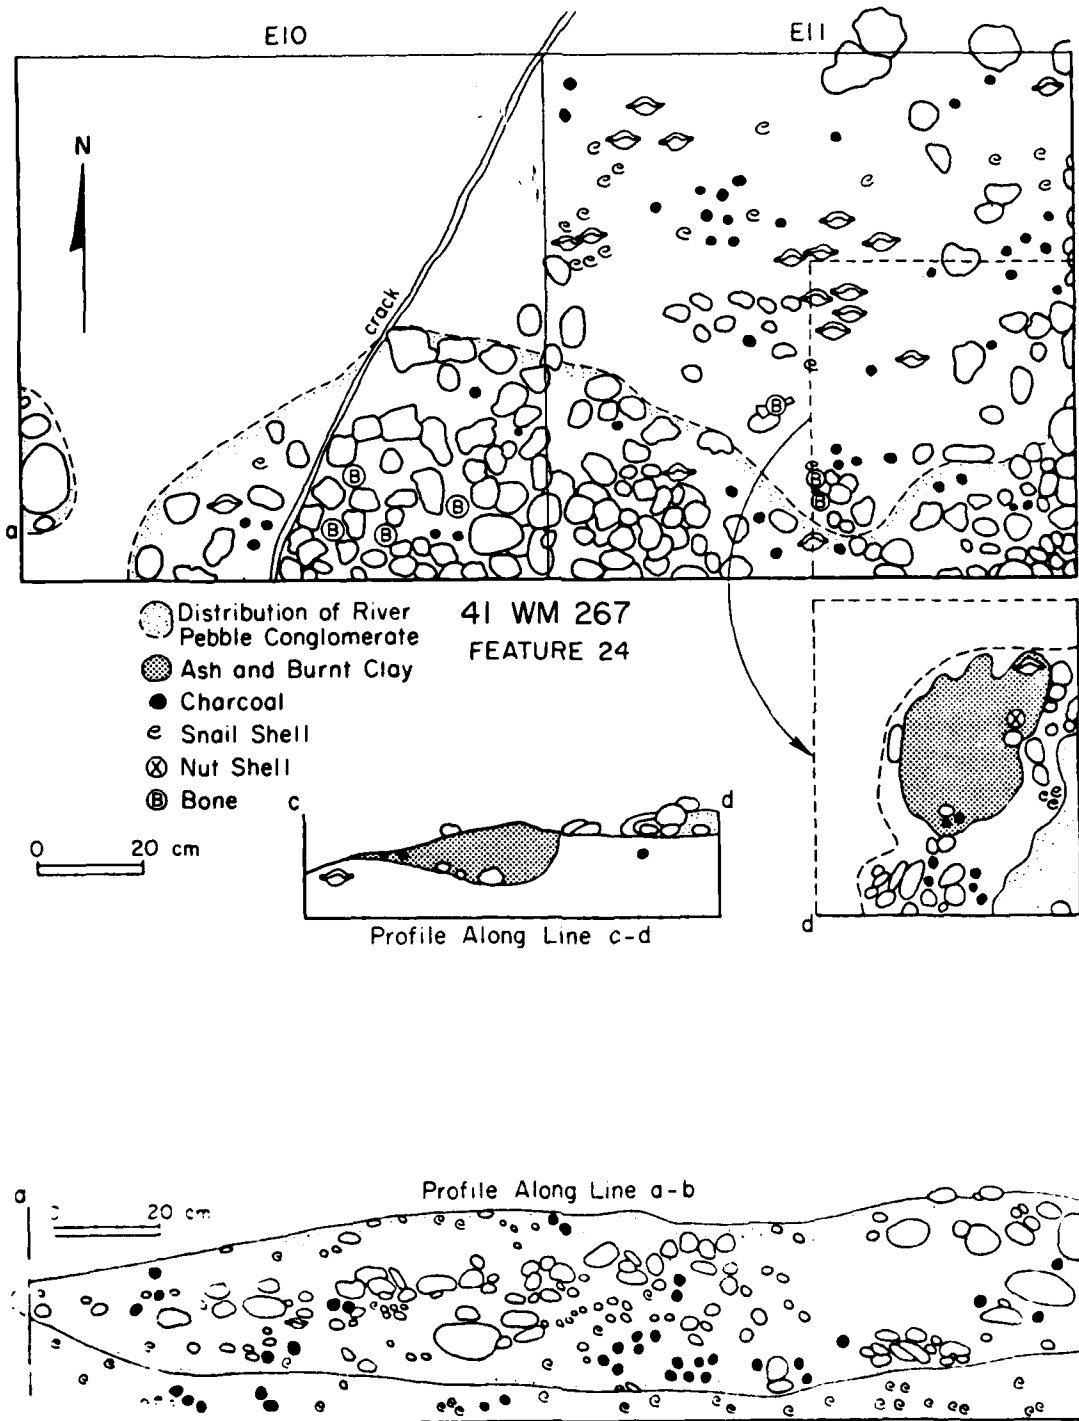 E10
E11
N
crack
B
B
B
B
B
B
B
a
Distribution of River
Pebble Conglomerate
41 WM 267
FEATURE 24
Ash and Burnt Clay
Charcoal
Snail Shell
Nut Shell
B Bone
c
d
0 20 cm
Profile Along Line c-d
d
Profile Along Line a-b
a
20 cm